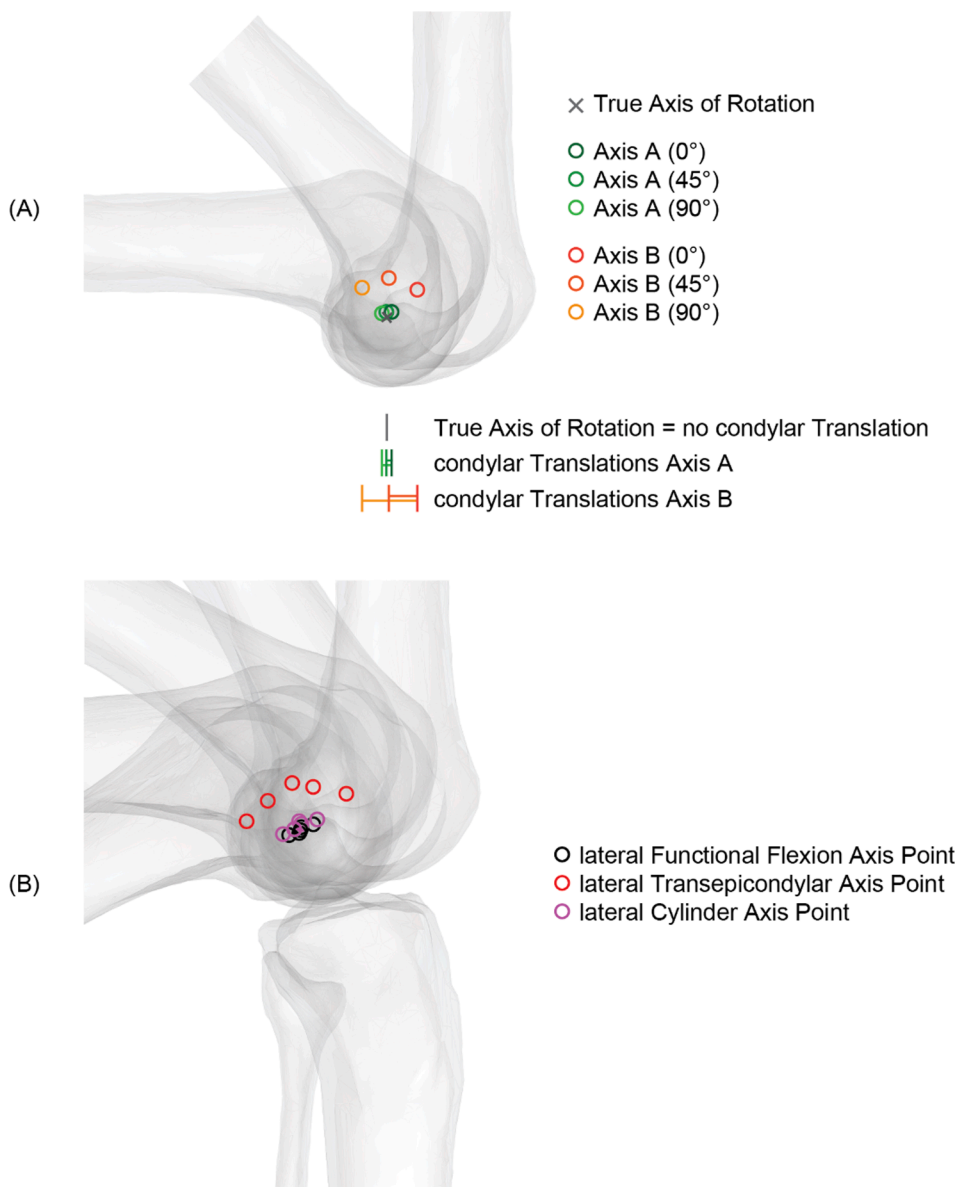 (A)
× True Axis of Rotation
Axis A (0°)
Axis A (45°)
Axis A (90°)
Axis B (0°)
Axis B (45°)
Axis B (90°)
True Axis of Rotation = no condylar Translation
condylar Translations Axis A
condylar Translations Axis B
(B)
lateral Functional Flexion Axis Point
lateral Transepicondylar Axis Point
lateral Cylinder Axis Point